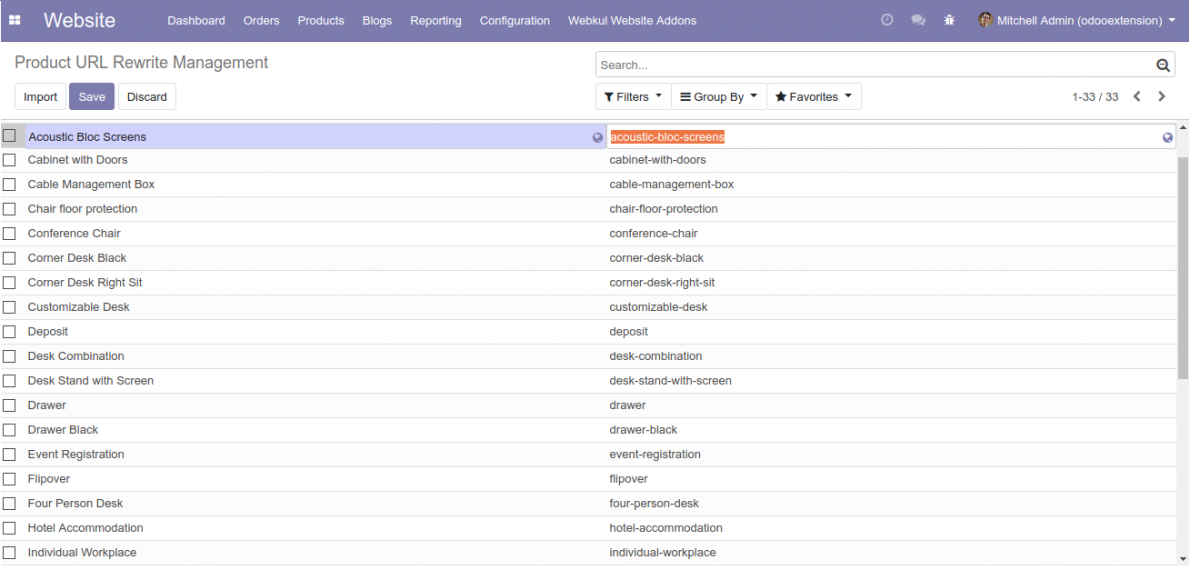 Website Dashboard Orders Products Blogs Reporting Configuration Webkul Website Addons Mitchell Admin (odooextension)
Product URL Rewrite Management Search...
Import Save Discard Filters Group By Favorites 1-33 / 33
Acoustic Bloc Screens acoustic-bloc-screens
Cabinet with Doors cabinet-with-doors
Cable Management Box cable-management-box
Chair floor protection chair-floor-protection
Conference Chair conference-chair
Corner Desk Black corner-desk-black
Corner Desk Right Sit corner-desk-right-sit
Customizable Desk customizable-desk
Deposit deposit
Desk Combination desk-combination
Desk Stand with Screen desk-stand-with-screen
Drawer drawer
Drawer Black drawer-black
Event Registration event-registration
Flipover flipover
Four Person Desk four-person-desk
Hotel Accommodation hotel-accommodation
Individual Workplace individual-workplace